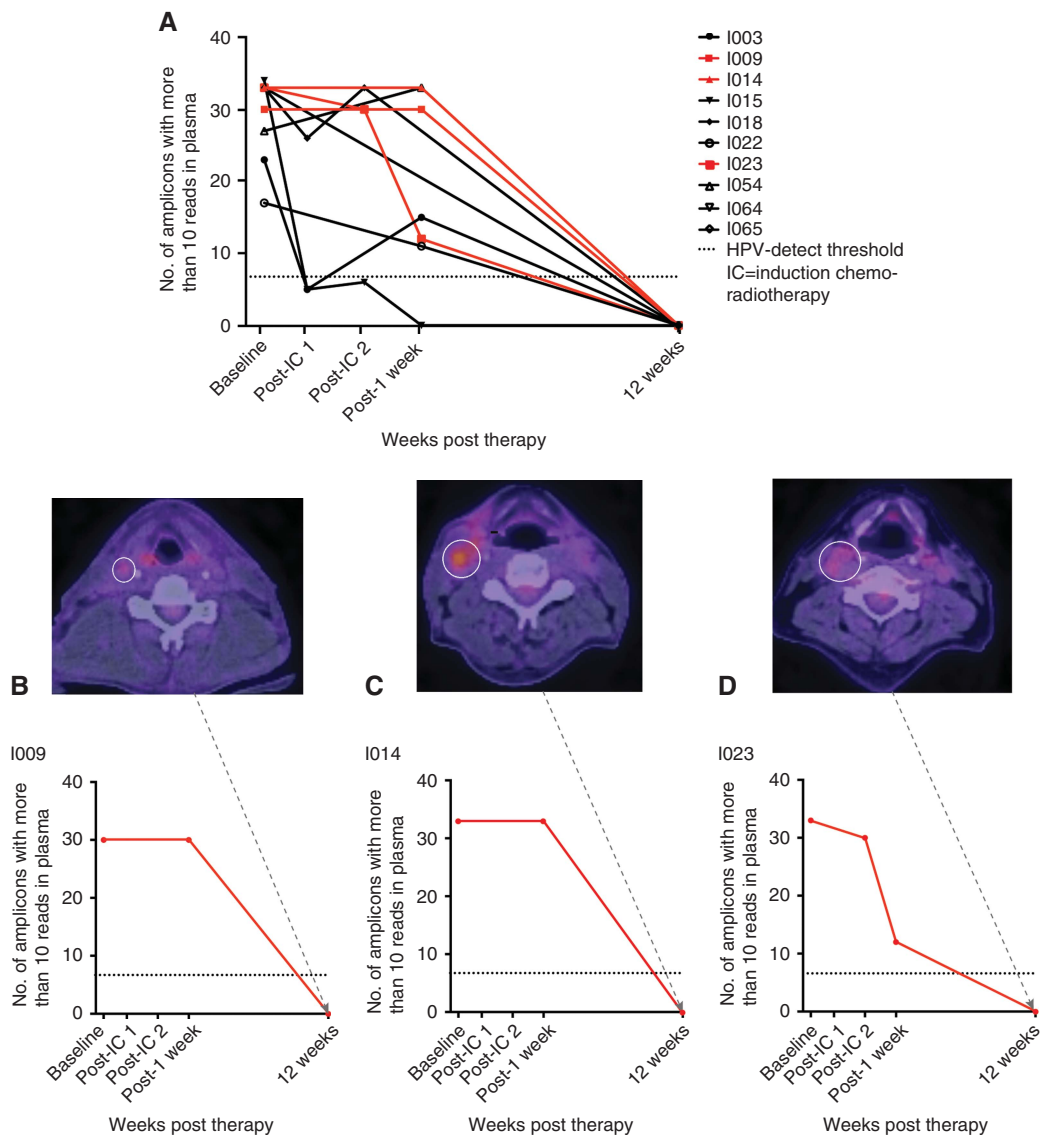 A
No. of amplicons with more
than 10 reads in plasma
40
30
20
10
0
Baseline
Post-IC 1
Post-IC 2
Post-1 week
12 weeks
Weeks post therapy
I003
I009
I014
I015
I018
I022
I023
I054
I064
I065
HPV-detect threshold
IC=induction chemo-
radiotherapy
B
I009
No. of amplicons with more
than 10 reads in plasma
40
30
20
10
0
Baseline
Post-IC 1
Post-IC 2
Post-1 week
12 weeks
Weeks post therapy
C
I014
No. of amplicons with more
than 10 reads in plasma
40
30
20
10
0
Baseline
Post-IC 1
Post-IC 2
Post-1 week
12 weeks
Weeks post therapy
D
I023
No. of amplicons with more
than 10 reads in plasma
40
30
20
10
0
Baseline
Post-IC 1
Post-IC 2
Post-1 week
12 weeks
Weeks post therapy